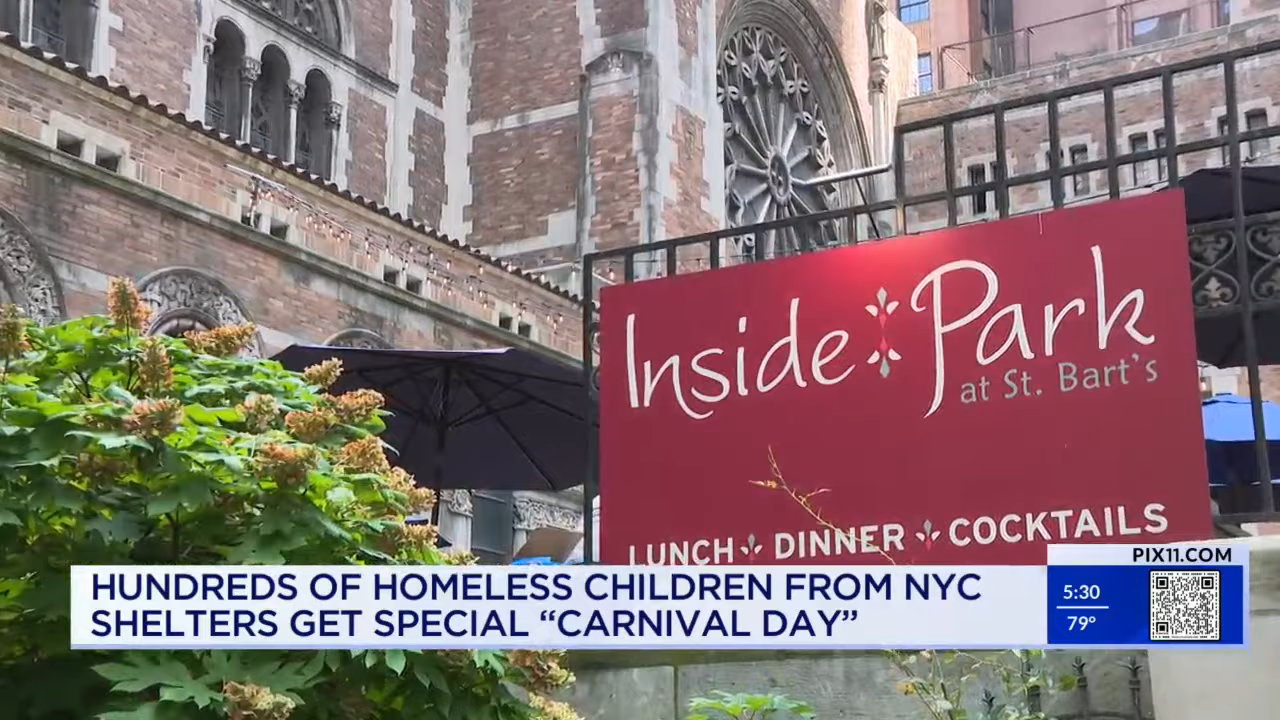 Inside Park
at St. Bart's
LUNCH DINNER COCKTAILS
PIX11.COM
HUNDREDS OF HOMELESS CHILDREN FROM NYC
SHELTERS GET SPECIAL “CARNIVAL DAY”
5:30
79°